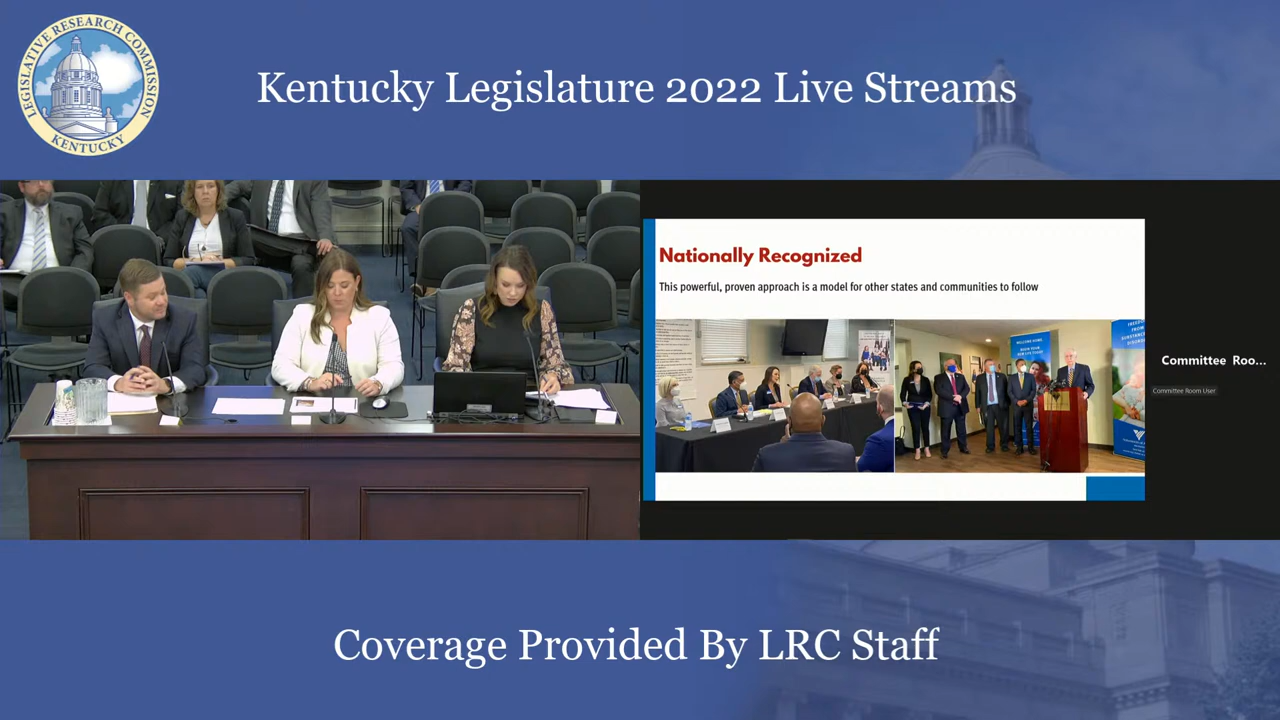 LEGISLATIVE RESEARCH COMMISSION
KENTUCKY
Kentucky Legislature 2022 Live Streams
Nationally Recognized
This powerful, proven approach is a model for other states and communities to follow
Committee Roo...
Committee Room User
Coverage Provided By LRC Staff